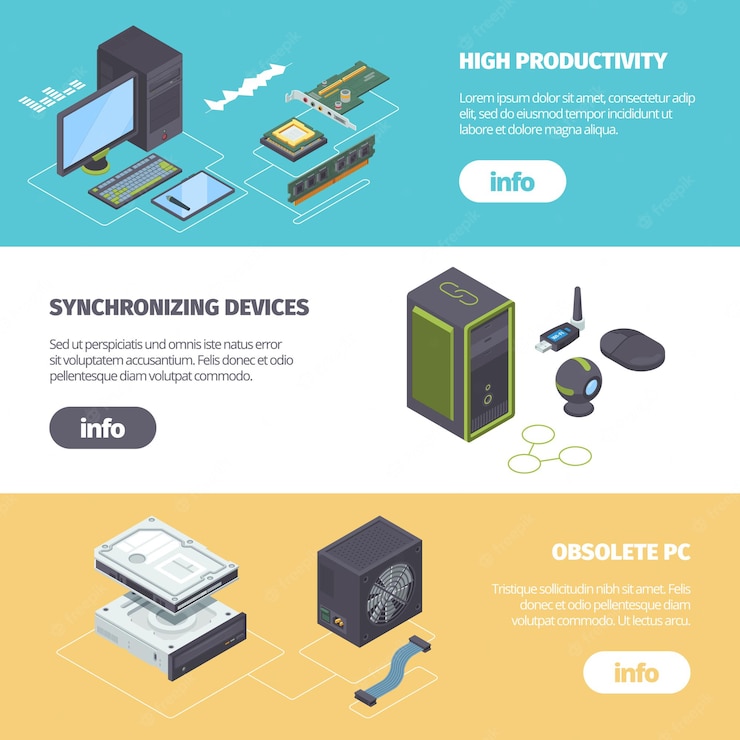 HIGH PRODUCTIVITY
Lorem ipsum dolor sit amet, consectetur adip
sed do eiusmod tempor incididunt ut
labore et dolore magna aliqua.
info
SYNCHRONIZING DEVICES
Sed ut perspiciatis und omnis iste natus error
sit voluptatem accusantium. Felis donec et odio
pellentesque diam volutpat commodo.
info
OBSOLETE PC
Tristique sollicitudin nibh sit amet. Felis
donec et odio pellentesque diam
volutpat commodo. Ut lectus arcu.
info